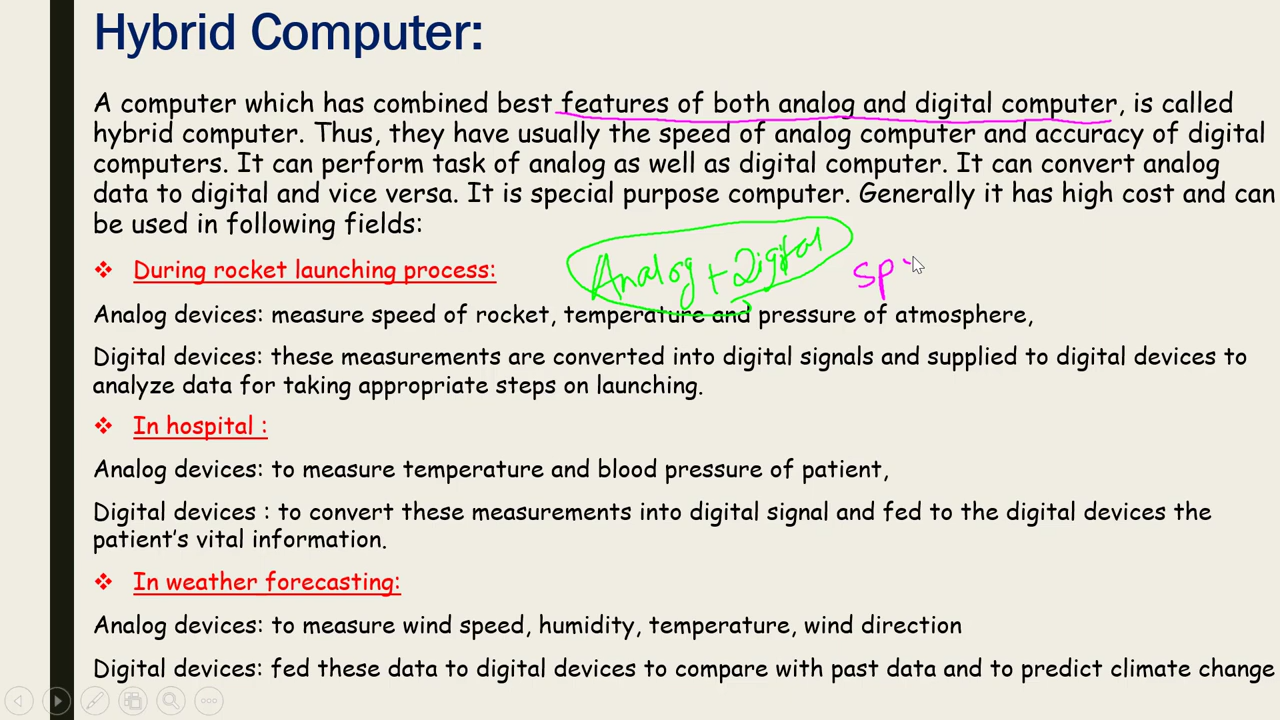 Hybrid Computer:
A computer which has combined best features of both analog and digital computer, is called
hybrid computer. Thus, they have usually the speed of analog computer and accuracy of digital
computers. It can perform task of analog as well as digital computer. It can convert analog
data to digital and vice versa. It is special purpose computer. Generally it has high cost and can
be used in following fields:
Analog + Digital
❖ During rocket launching process:
Analog devices: measure speed of rocket, temperature and pressure of atmosphere,
Digital devices: these measurements are converted into digital signals and supplied to digital devices to
analyze data for taking appropriate steps on launching.
❖ In hospital :
Analog devices: to measure temperature and blood pressure of patient,
Digital devices : to convert these measurements into digital signal and fed to the digital devices the
patient's vital information.
❖ In weather forecasting:
Analog devices: to measure wind speed, humidity, temperature, wind direction
Digital devices: fed these data to digital devices to compare with past data and to predict climate change